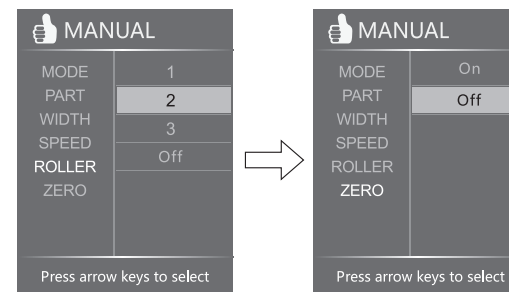 MANUAL
MODE
PART
WIDTH
SPEED
ROLLER
ZERO
1
2
3
Off
Press arrow keys to select
MANUAL
MODE
PART
WIDTH
SPEED
ROLLER
ZERO
On
Off
Press arrow keys to select